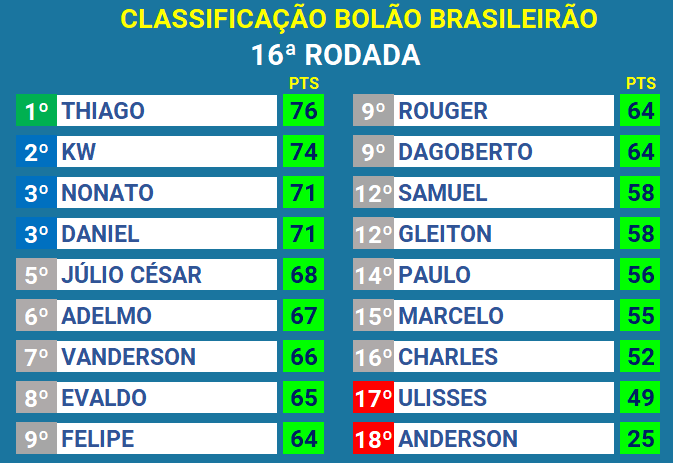 CLASSIFICAÇÃO BOLÃO BRASILEIRÃO
16ª RODADA
PTS
1º THIAGO 76
2º KW 74
3º NONATO 71
3º DANIEL 71
5º JÚLIO CÉSAR 68
6º ADELMO 67
7º VANDERSON 66
8º EVALDO 65
9º FELIPE 64
PTS
9º ROUGER 64
9º DAGOBERTO 64
12º SAMUEL 58
12º GLEITON 58
14º PAULO 56
15º MARCELO 55
16º CHARLES 52
17º ULISSES 49
18º ANDERSON 25